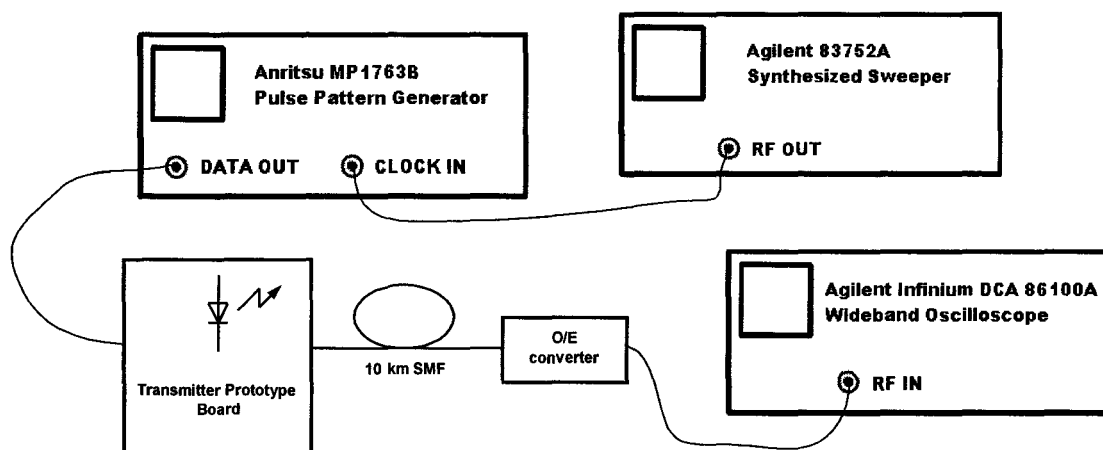 Anritsu MP1763B
Pulse Pattern Generator
DATA OUT
CLOCK IN
Agilent 83752A
Synthesized Sweeper
RF OUT
Transmitter Prototype
Board
10 km SMF
O/E
converter
Agilent Infinium DCA 86100A
Wideband Oscilloscope
RF IN